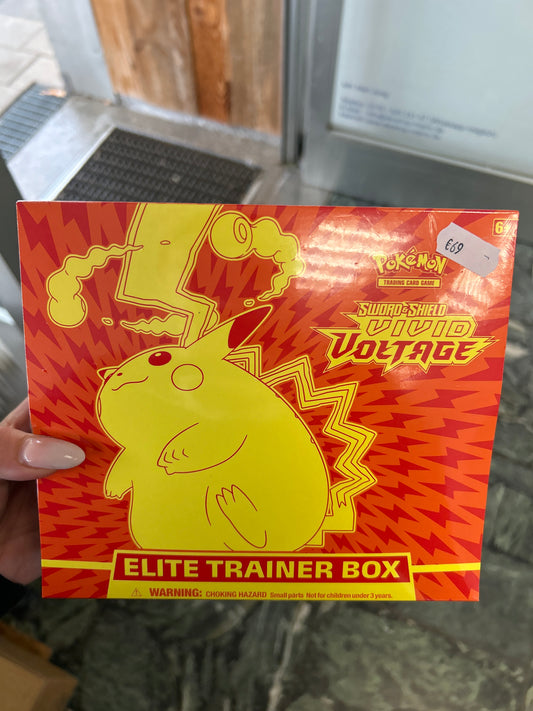 €69
6+
Pokémon
TRADING CARD GAME
SWORD & SHIELD
VIVID
VOLTAGE
ELITE TRAINER BOX
WARNING: CHOKING HAZARD Small parts Not for children under 3 years.